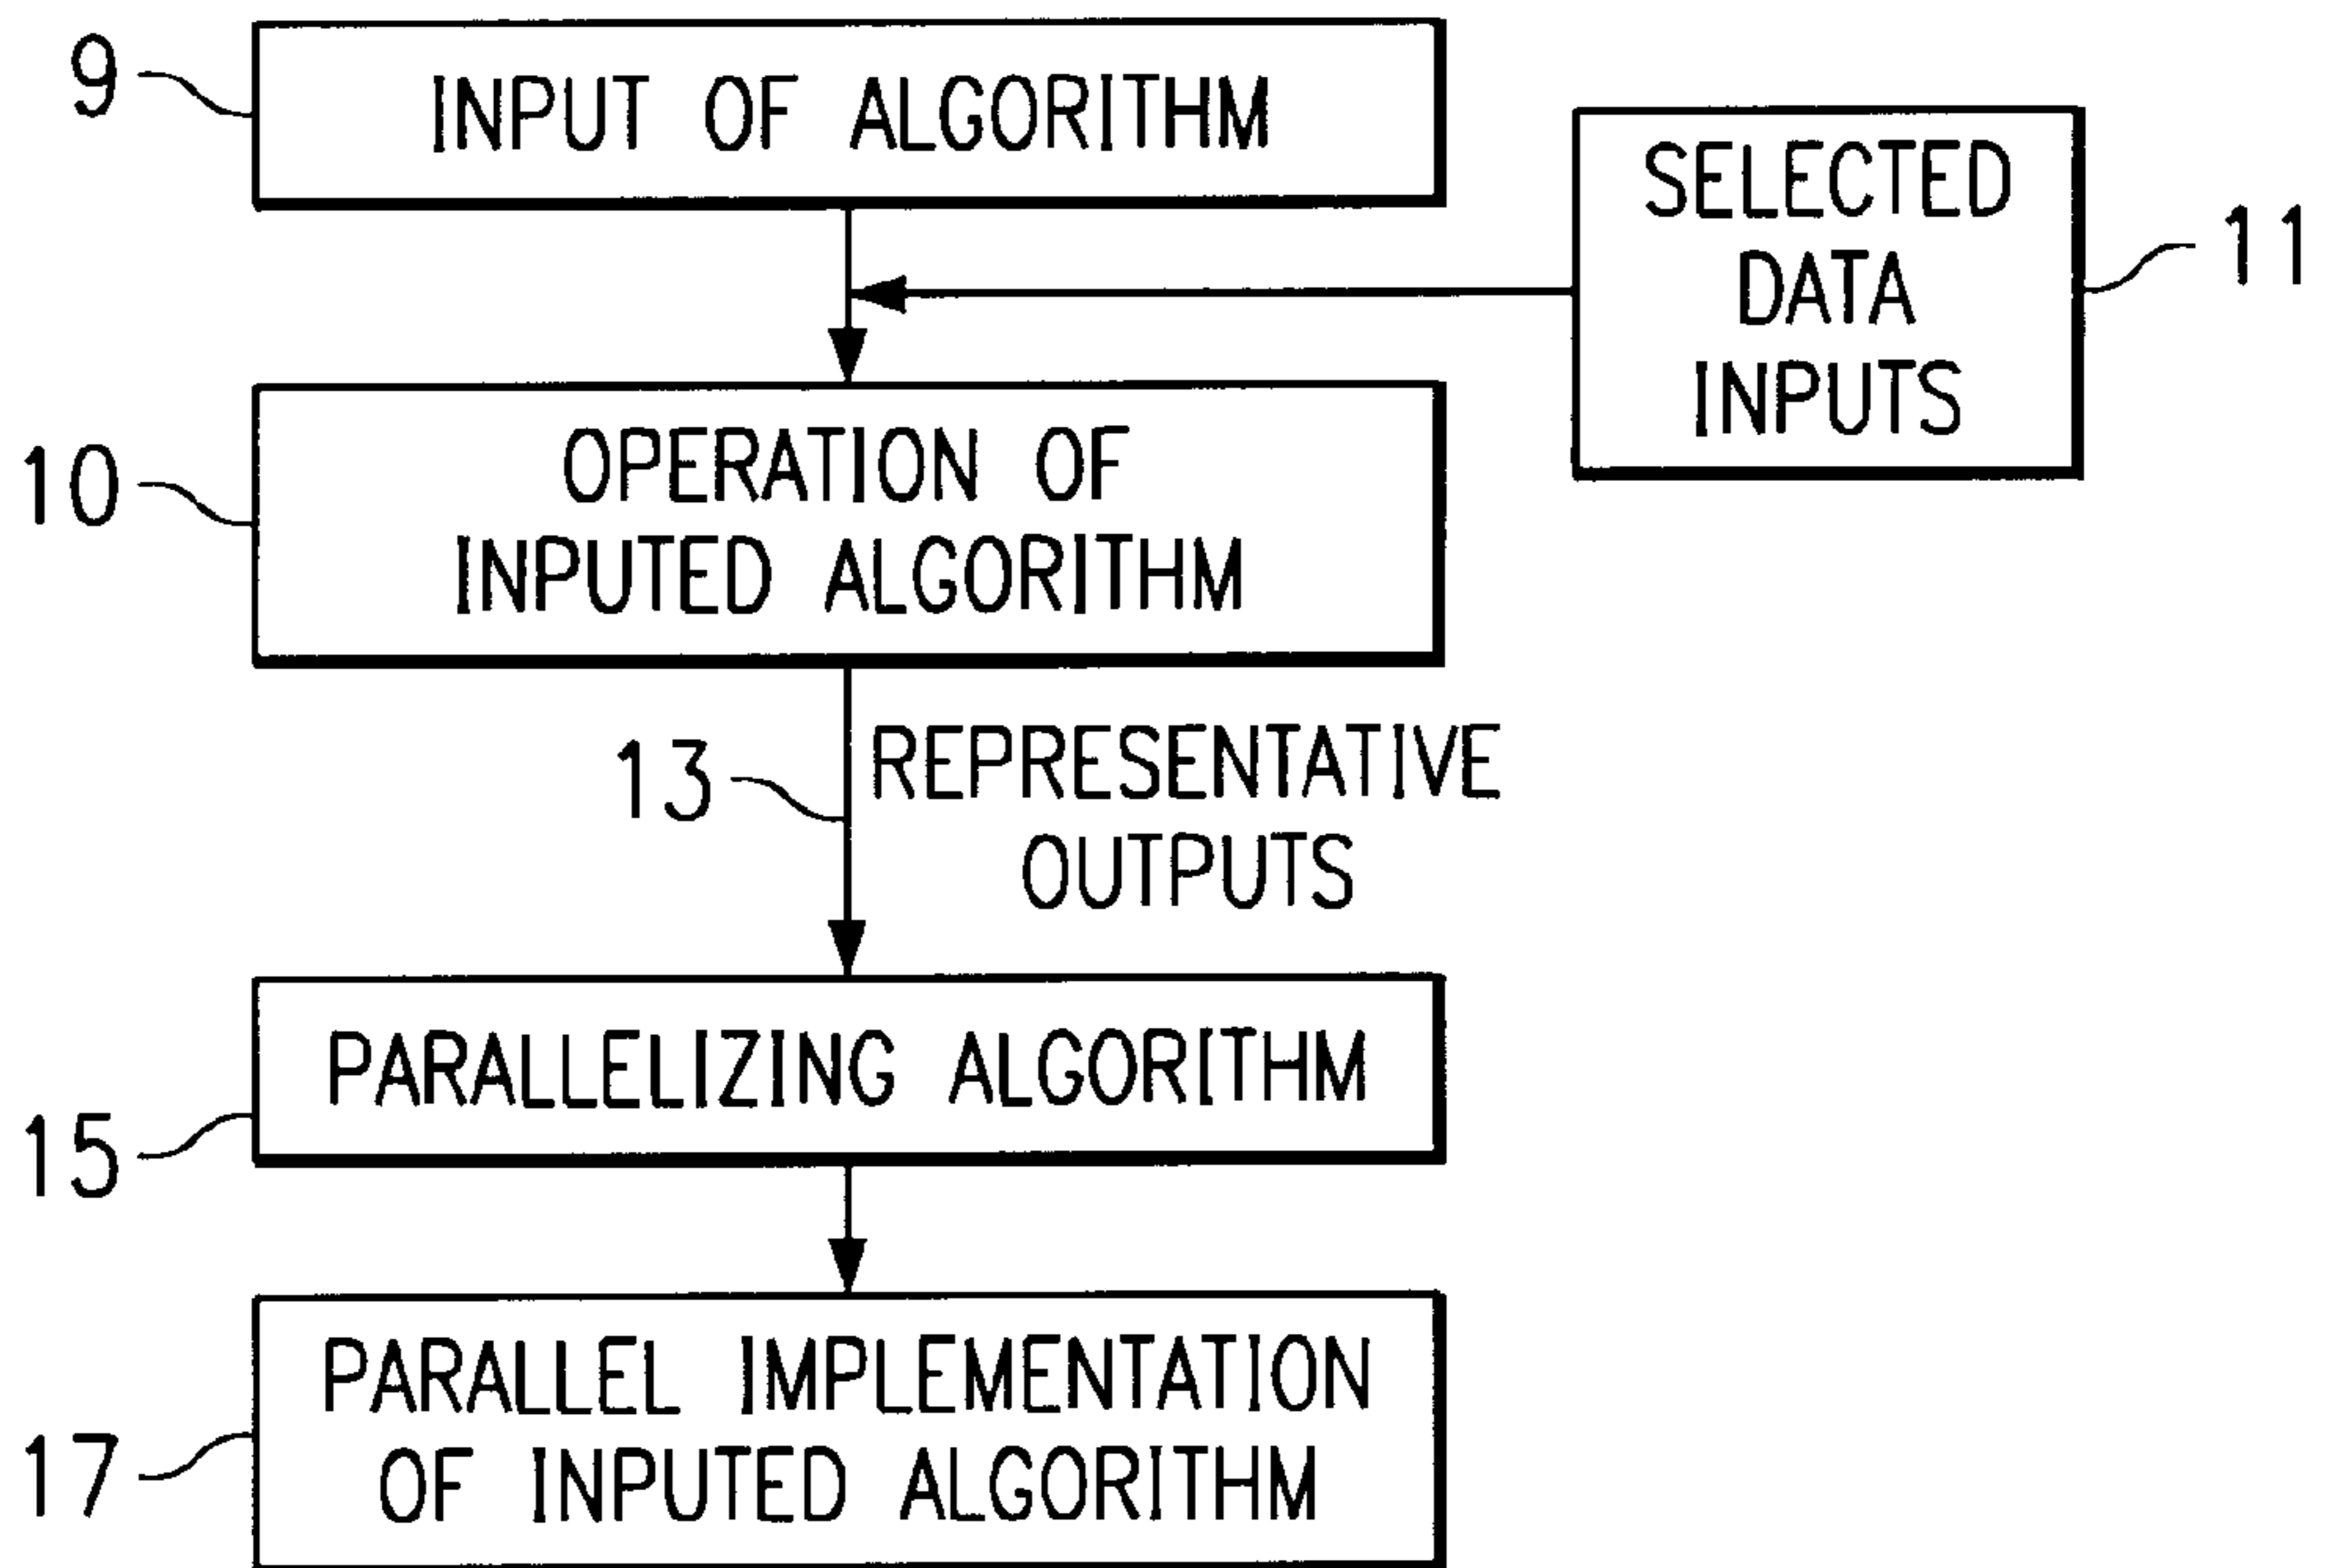 9
INPUT OF ALGORITHM
SELECTED
DATA
INPUTS
11
10
OPERATION OF
INPUTED ALGORITHM
13
REPRESENTATIVE
OUTPUTS
15
PARALLELIZING ALGORITHM
17
PARALLEL IMPLEMENTATION
OF INPUTED ALGORITHM